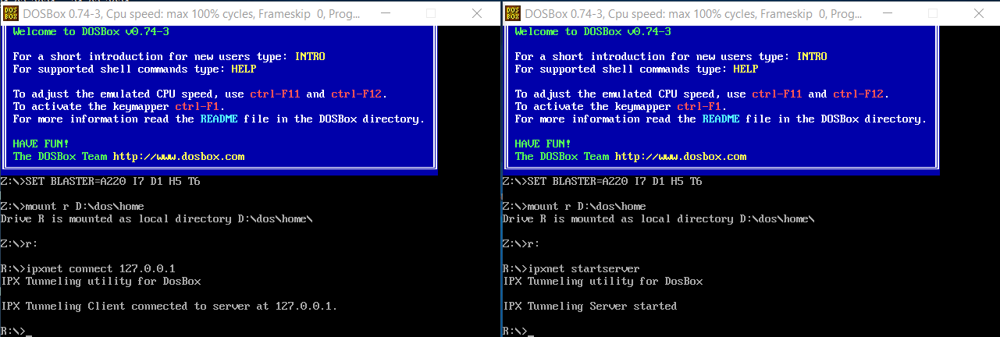 DOSBox 0.74-3, Cpu speed: max 100% cycles, Frameskip 0, Prog...
Welcome to DOSBox v0.74-3
For a short introduction for new users type: INTRO
For supported shell commands type: HELP
To adjust the emulated CPU speed, use ctrl-F11 and ctrl-F12.
To activate the keymapper ctrl-F1.
For more information read the README file in the DOSBox directory.
HAVE FUN!
The DOSBox Team http://www.dosbox.com
Z:\>SET BLASTER=A220 I7 D1 H5 T6
Z:\>mount r D:\dos\home
Drive R is mounted as local directory D:\dos\home\
Z:\>r:
R:\>ipxnet connect 127.0.0.1
IPX Tunneling utility for DosBox
IPX Tunneling Client connected to server at 127.0.0.1.
R:\>_
DOSBox 0.74-3, Cpu speed: max 100% cycles, Frameskip 0, Prog...
Welcome to DOSBox v0.74-3
For a short introduction for new users type: INTRO
For supported shell commands type: HELP
To adjust the emulated CPU speed, use ctrl-F11 and ctrl-F12.
To activate the keymapper ctrl-F1.
For more information read the README file in the DOSBox directory.
HAVE FUN!
The DOSBox Team http://www.dosbox.com
Z:\>SET BLASTER=A220 I7 D1 H5 T6
Z:\>mount r D:\dos\home
Drive R is mounted as local directory D:\dos\home\
Z:\>r:
R:\>ipxnet startserver
IPX Tunneling utility for DosBox
IPX Tunneling Server started
R:\>_